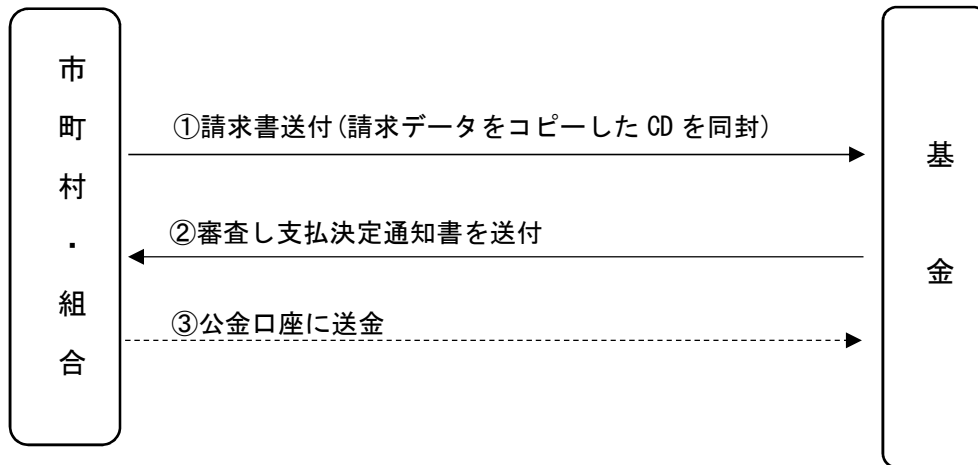 市町村・組合
①請求書送付(請求データをコピーした CD を同封)
②審査し支払決定通知書を送付
③公金口座に送金
基金